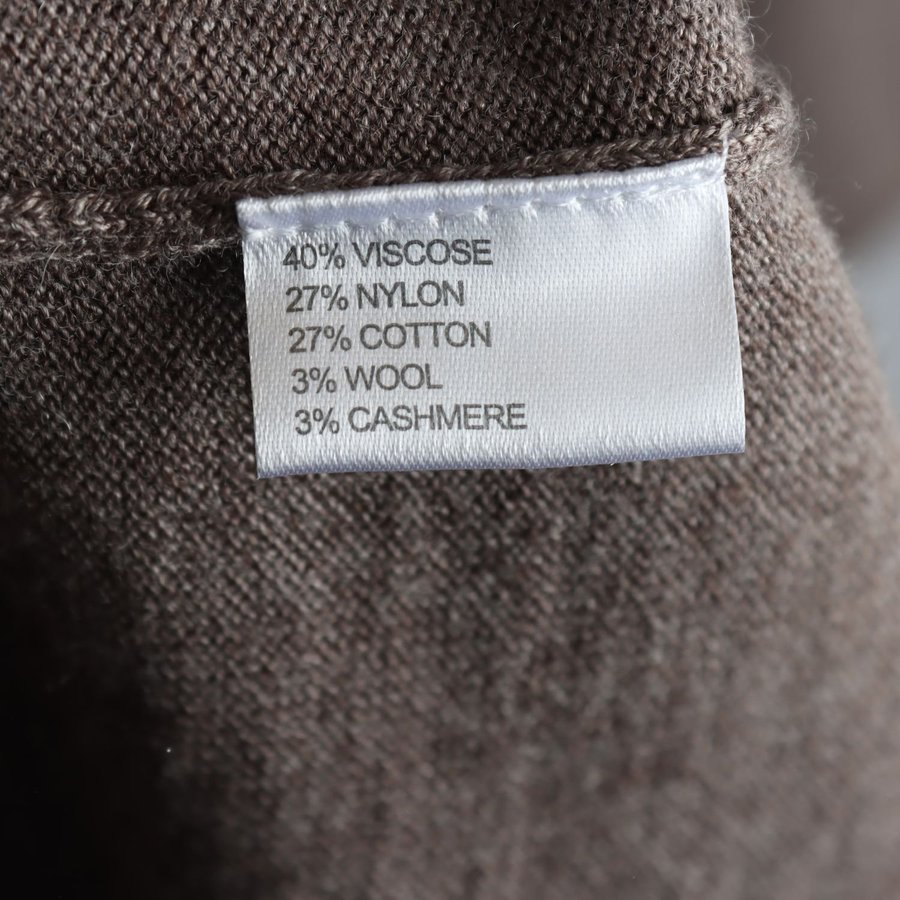 40% VISCOSE
27% NYLON
27% COTTON
3% WOOL
3% CASHMERE